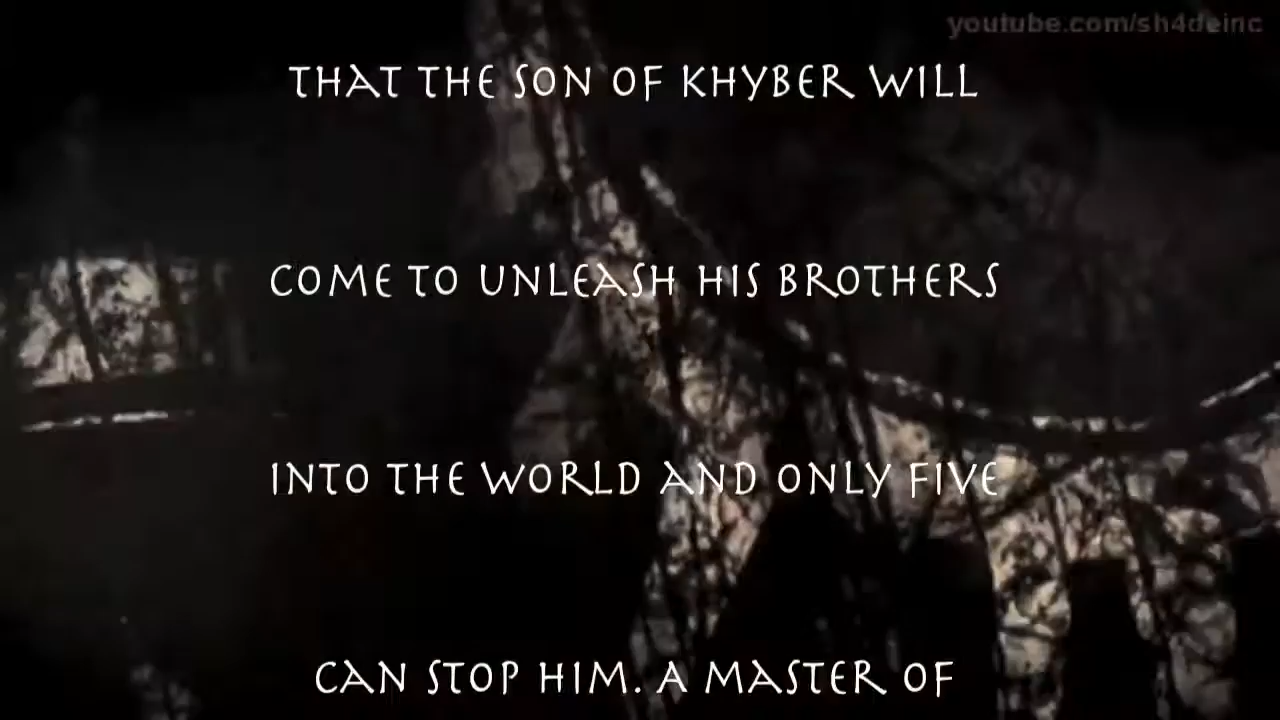 youtube.com/sh4deinc
THAT THE SON OF KHYBER WILL
COME TO UNLEASH HIS BROTHERS
INTO THE WORLD AND ONLY FIVE
CAN STOP HIM. A MASTER OF